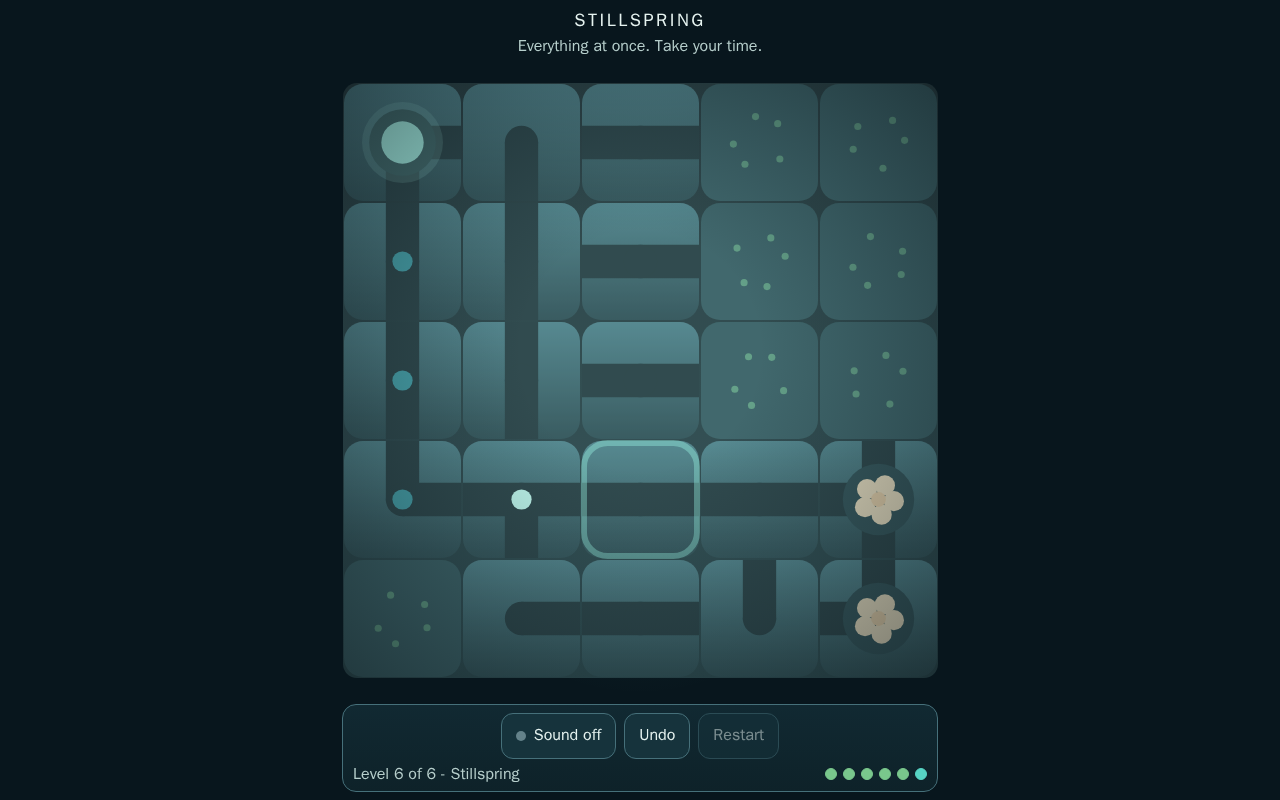 STILLSPRING
Everything at once. Take your time.
Sound off
Undo
Restart
Level 6 of 6 - Stillspring